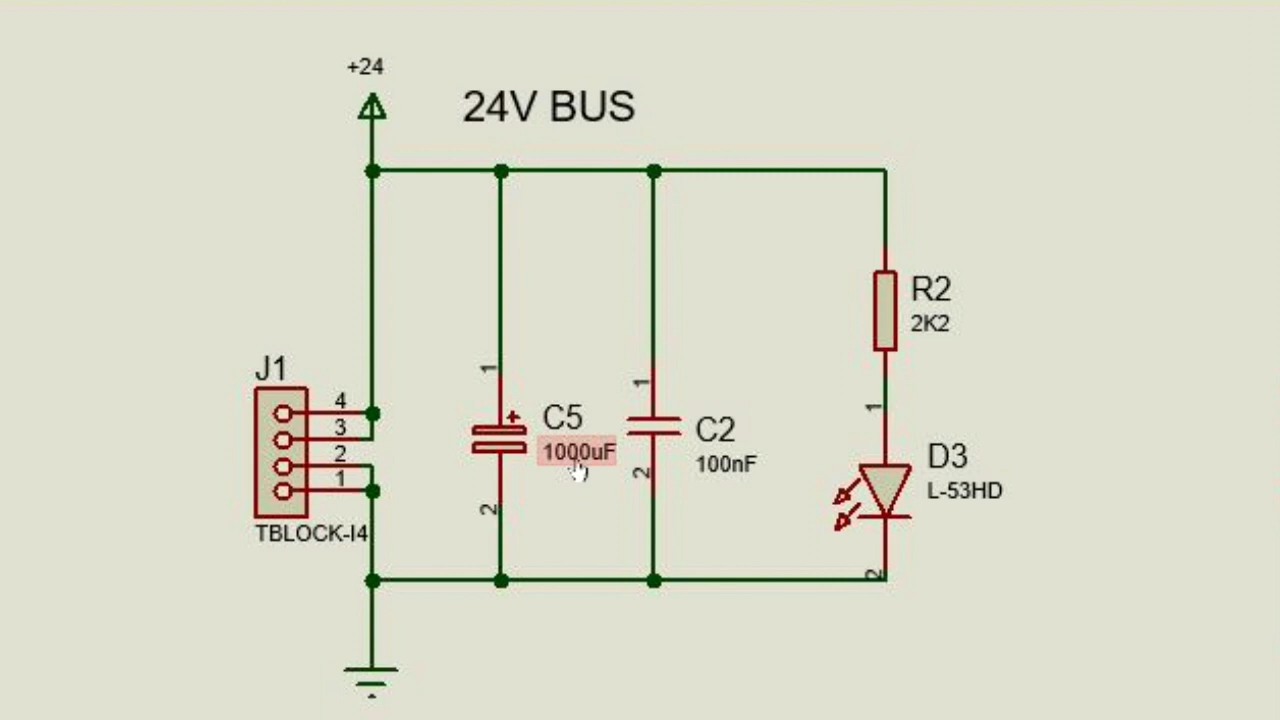 +24
24V BUS
R2
2K2
J1
4
3
2
1
TBLOCK-I4
1
2
C5
1000uF
1
2
C2
100nF
1
2
D3
L-53HD